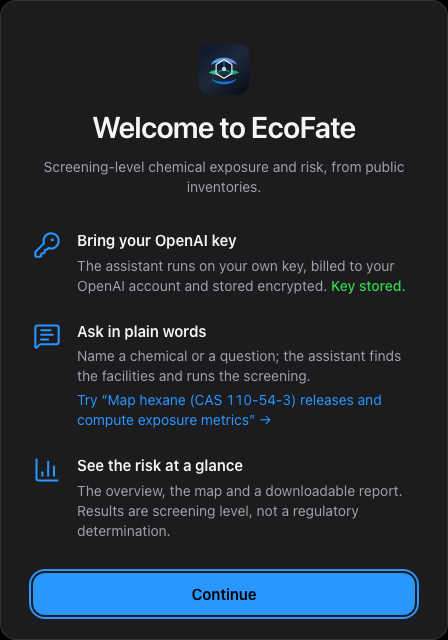 Welcome to EcoFate
Screening-level chemical exposure and risk, from public
inventories.
Bring your OpenAI key
The assistant runs on your own key, billed to your
OpenAI account and stored encrypted. Key stored.
Ask in plain words
Name a chemical or a question; the assistant finds
the facilities and runs the screening.
Try “Map hexane (CAS 110-54-3) releases and
compute exposure metrics” →
See the risk at a glance
The overview, the map and a downloadable report.
Results are screening level, not a regulatory
determination.
Continue